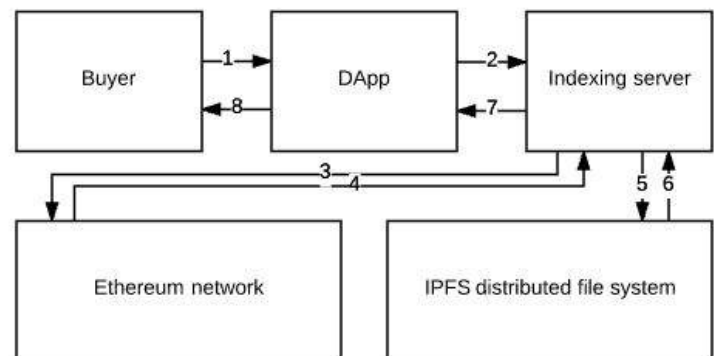 Buyer
1
DApp
2
Indexing server
8
7
3
4
5
6
Ethereum network
IPFS distributed file system